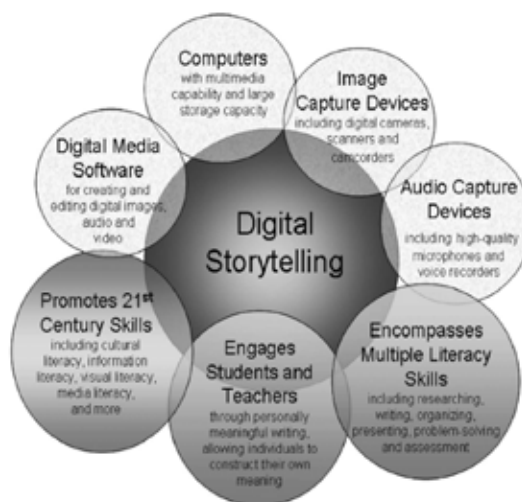 Computers
with multimedia
capability and large
storage capacity
Image
Capture Devices
including digital cameras,
scanners and
camcorders
Digital Media
Software
for creating and
editing digital images,
audio and
video
Audio Capture
Devices
including high-quality
microphones and
voice recorders
Digital
Storytelling
Promotes 21st
Century Skills
including cultural
literacy, information
literacy, visual literacy,
media literacy,
and more
Engages
Students and
Teachers
through personally
meaningful writing,
allowing individuals to
construct their own
meaning
Encompasses
Multiple Literacy
Skills
including researching,
writing, organizing,
presenting, problem-solving
and assessment